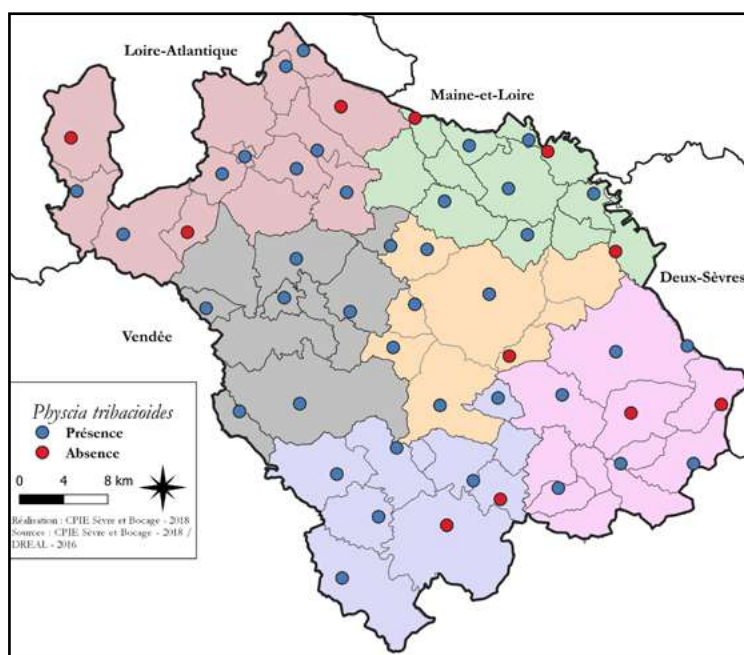 Loire-Atlantique
Maine-et-Loire
Deux-Sèvres
Vendée
Physcia tribacioides
Présence
Absence
0 4 8 km
Réalisation : CPIE Sèvre et Bocage - 2018
Sources : CPIE Sèvre et Bocage - 2018 /
DREAL - 2016